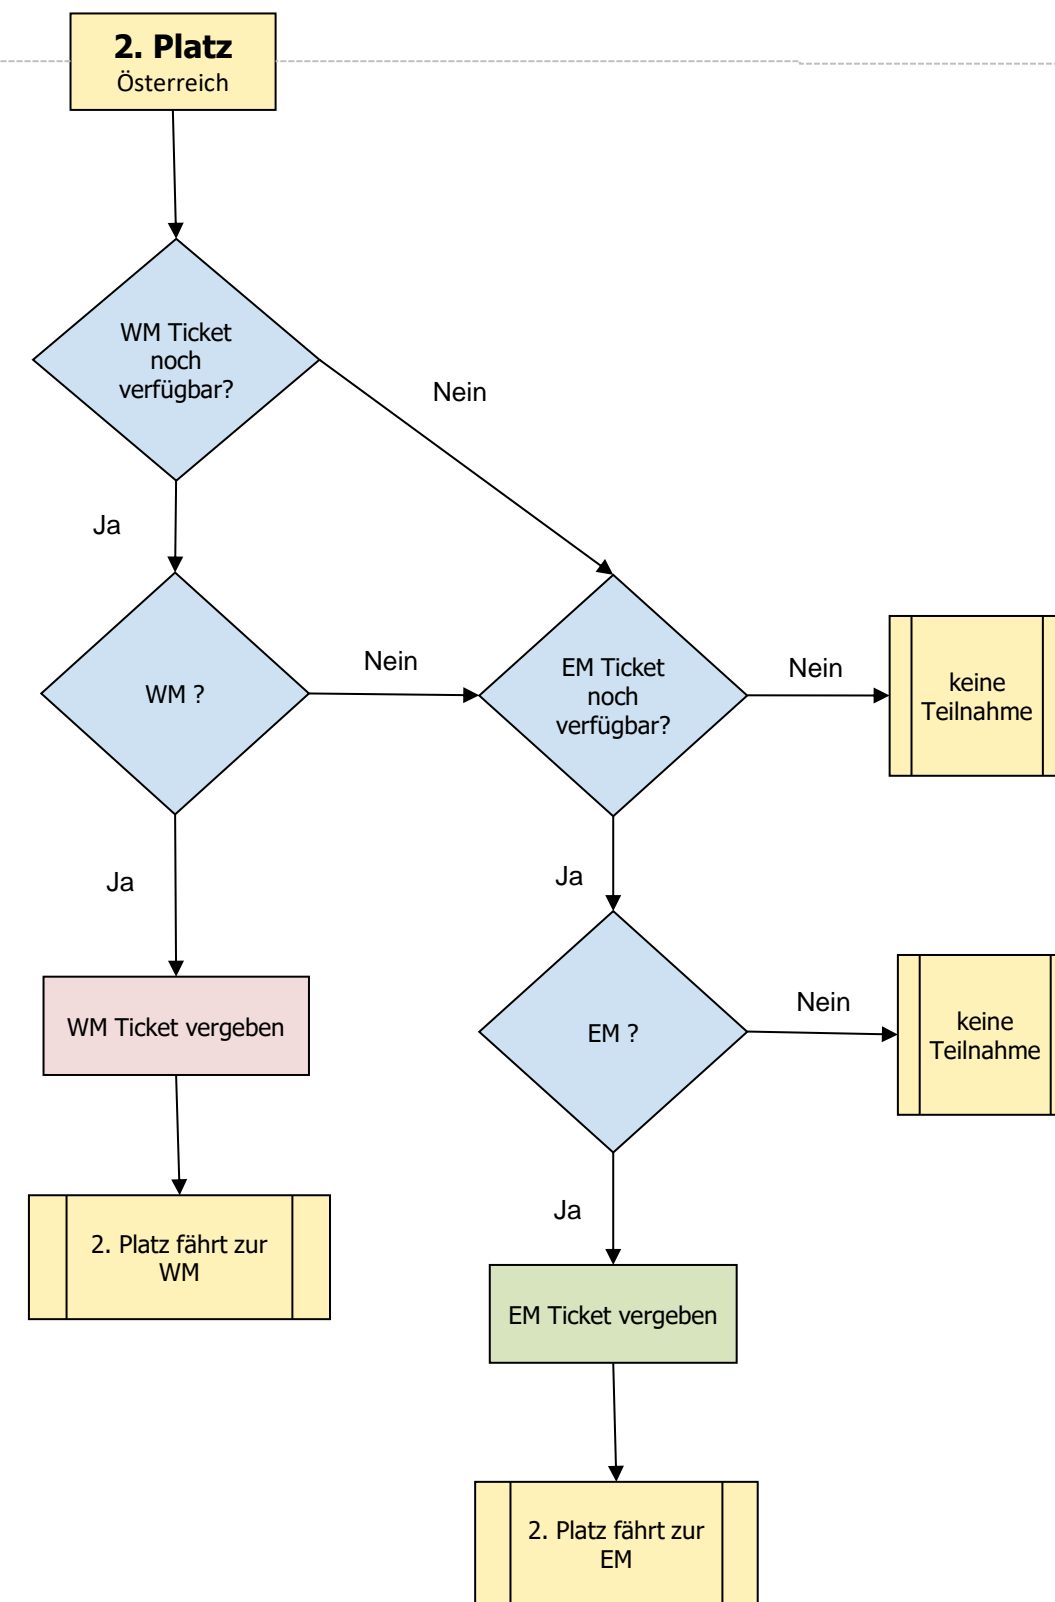 2. Platz
Österreich
WM Ticket
noch
verfügbar?
Nein
Ja
WM ?
Nein
EM Ticket
noch
verfügbar?
Nein
keine
Teilnahme
Ja
Ja
WM Ticket vergeben
EM ?
Nein
keine
Teilnahme
2. Platz fährt zur
WM
Ja
EM Ticket vergeben
2. Platz fährt zur
EM